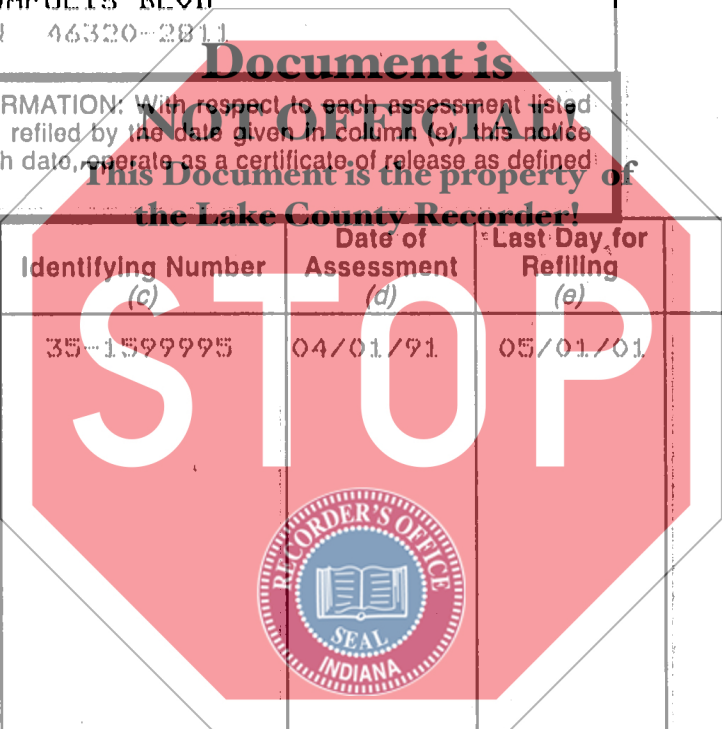 46320-2811
Document is
RMATION: With respect to each assessment listed
NOT OFFICIAL!
refiled by the date given in column (e), this notice
h date, operate as a certificate of release as defined
This Document is the property of
the Lake County Recorder!
Identifying Number
(c)
Date of
Assessment
(d)
Last Day for
Refiling
(e)
35-1599995 04/01/91 05/01/01
STOP
RECORDER'S OFFICE
SEAL
INDIANA